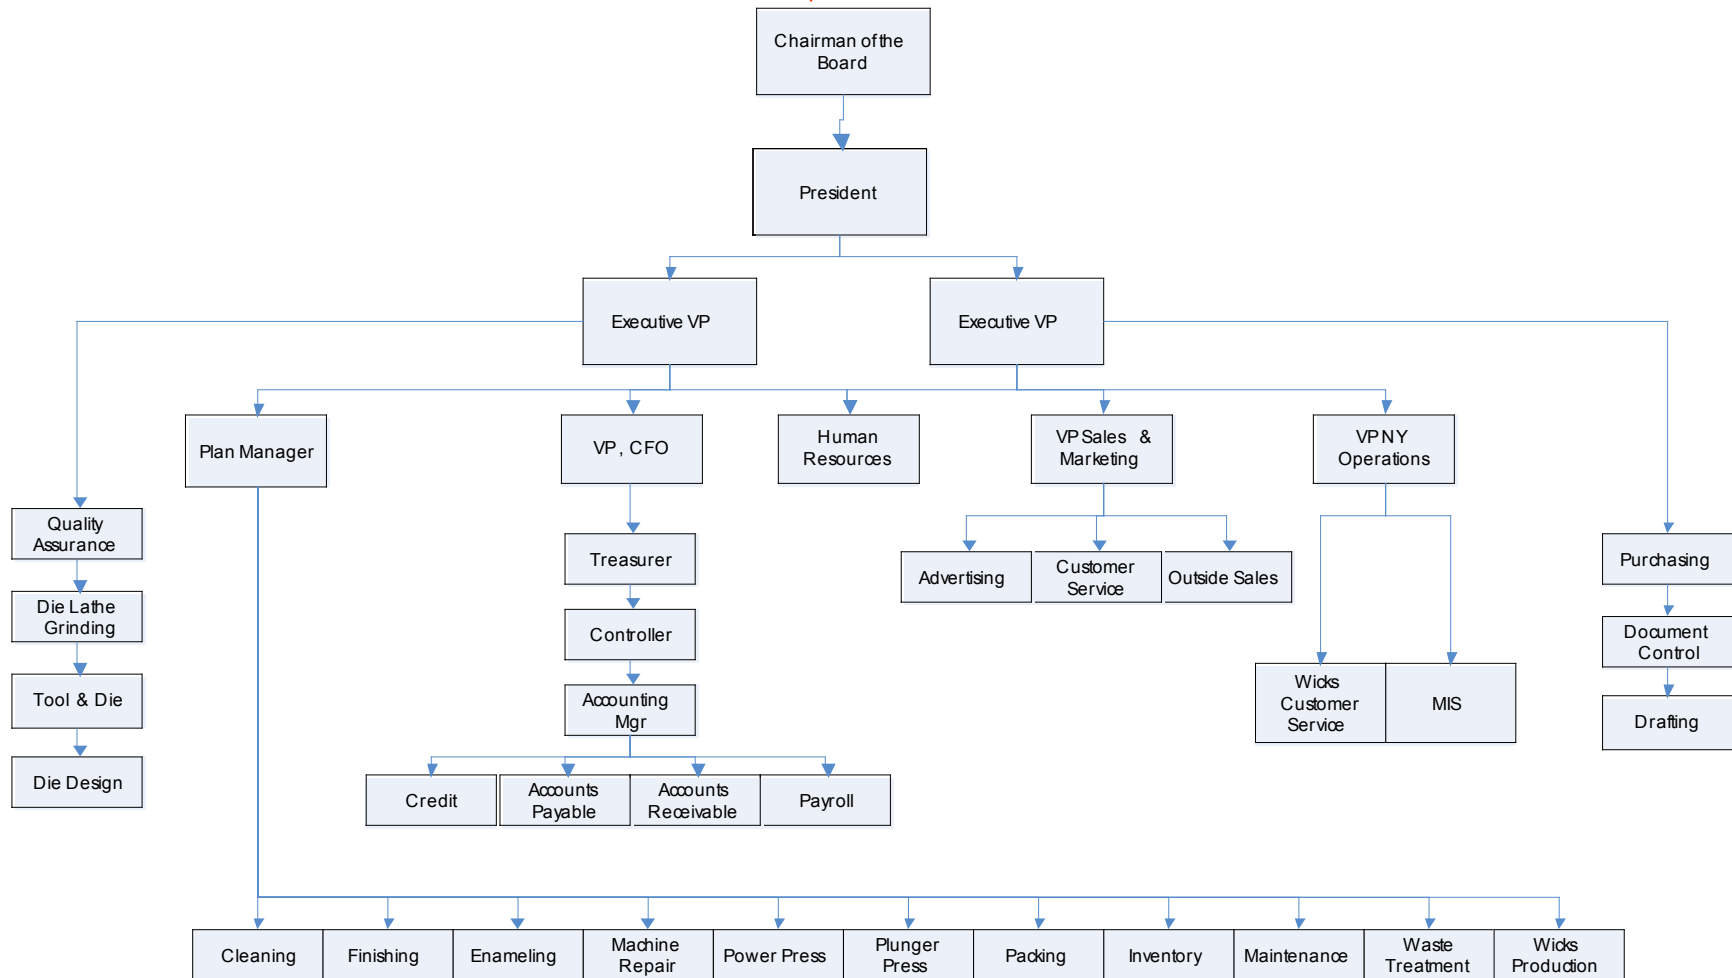 Chairman of the
Board
President
Executive VP
Executive VP
Plan Manager
VP, CFO
Human
Resources
VP Sales &
Marketing
VP NY
Operations
Quality
Assurance
Die Lathe
Grinding
Tool & Die
Die Design
Treasurer
Controller
Accounting
Mgr
Credit
Accounts
Payable
Accounts
Receivable
Payroll
Advertising
Customer
Service
Outside Sales
Wicks
Customer
Service
MIS
Purchasing
Document
Control
Drafting
Cleaning
Finishing
Enameling
Machine
Repair
Power Press
Plunger
Press
Packing
Inventory
Maintenance
Waste
Treatment
Wicks
Production